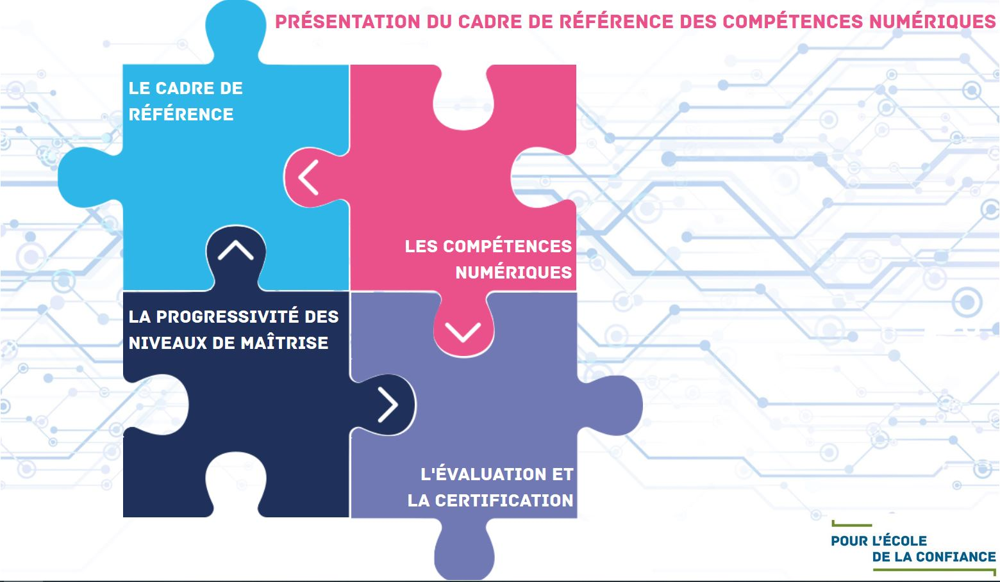 PRÉSENTATION DU CADRE DE RÉFÉRENCE DES COMPÉTENCES NUMÉRIQUES
LE CADRE DE
RÉFÉRENCE
LES COMPÉTENCES
NUMÉRIQUES
LA PROGRESSIVITÉ DES
NIVEAUX DE MAÎTRISE
L'ÉVALUATION ET
LA CERTIFICATION
POUR L'ÉCOLE
DE LA CONFIANCE